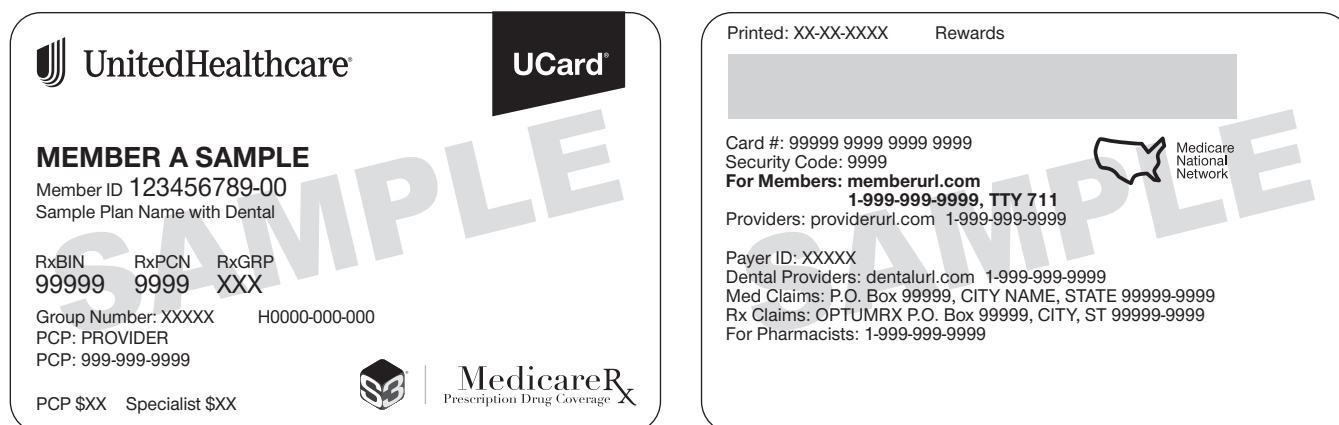 UnitedHealthcare®
UCard®
SAMPLE
MEMBER A SAMPLE
Member ID 123456789-00
Sample Plan Name with Dental
RxBIN RxPCN RxGRP
99999 9999 XXX
Group Number: XXXXX H0000-000-000
PCP: PROVIDER
PCP: 999-999-9999
S3
MedicareRx
Prescription Drug Coverage
PCP $XX Specialist $XX
Printed: XX-XX-XXXX Rewards
SAMPLE
Card #: 99999 9999 9999 9999
Security Code: 9999
For Members: memberurl.com
1-999-999-9999, TTY 711
Providers: providerurl.com 1-999-999-9999
Medicare
National
Network
Payer ID: XXXXX
Dental Providers: dentalurl.com 1-999-999-9999
Med Claims: P.O. Box 99999, CITY NAME, STATE 99999-9999
Rx Claims: OPTUMRX P.O. Box 99999, CITY, ST 99999-9999
For Pharmacists: 1-999-999-9999